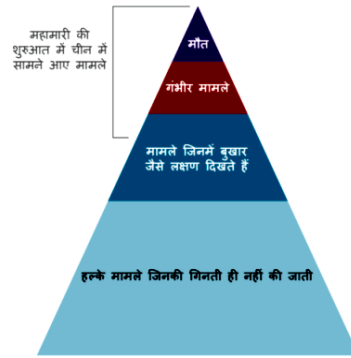 महामारी की
शुरुआत में चीन में
सामने आए मामले
मौत
गंभीर मामले
मामले जिनमें बुखार
जैसे लक्षण दिखते हैं
हल्के मामले जिनकी गिनती ही नहीं की जाती